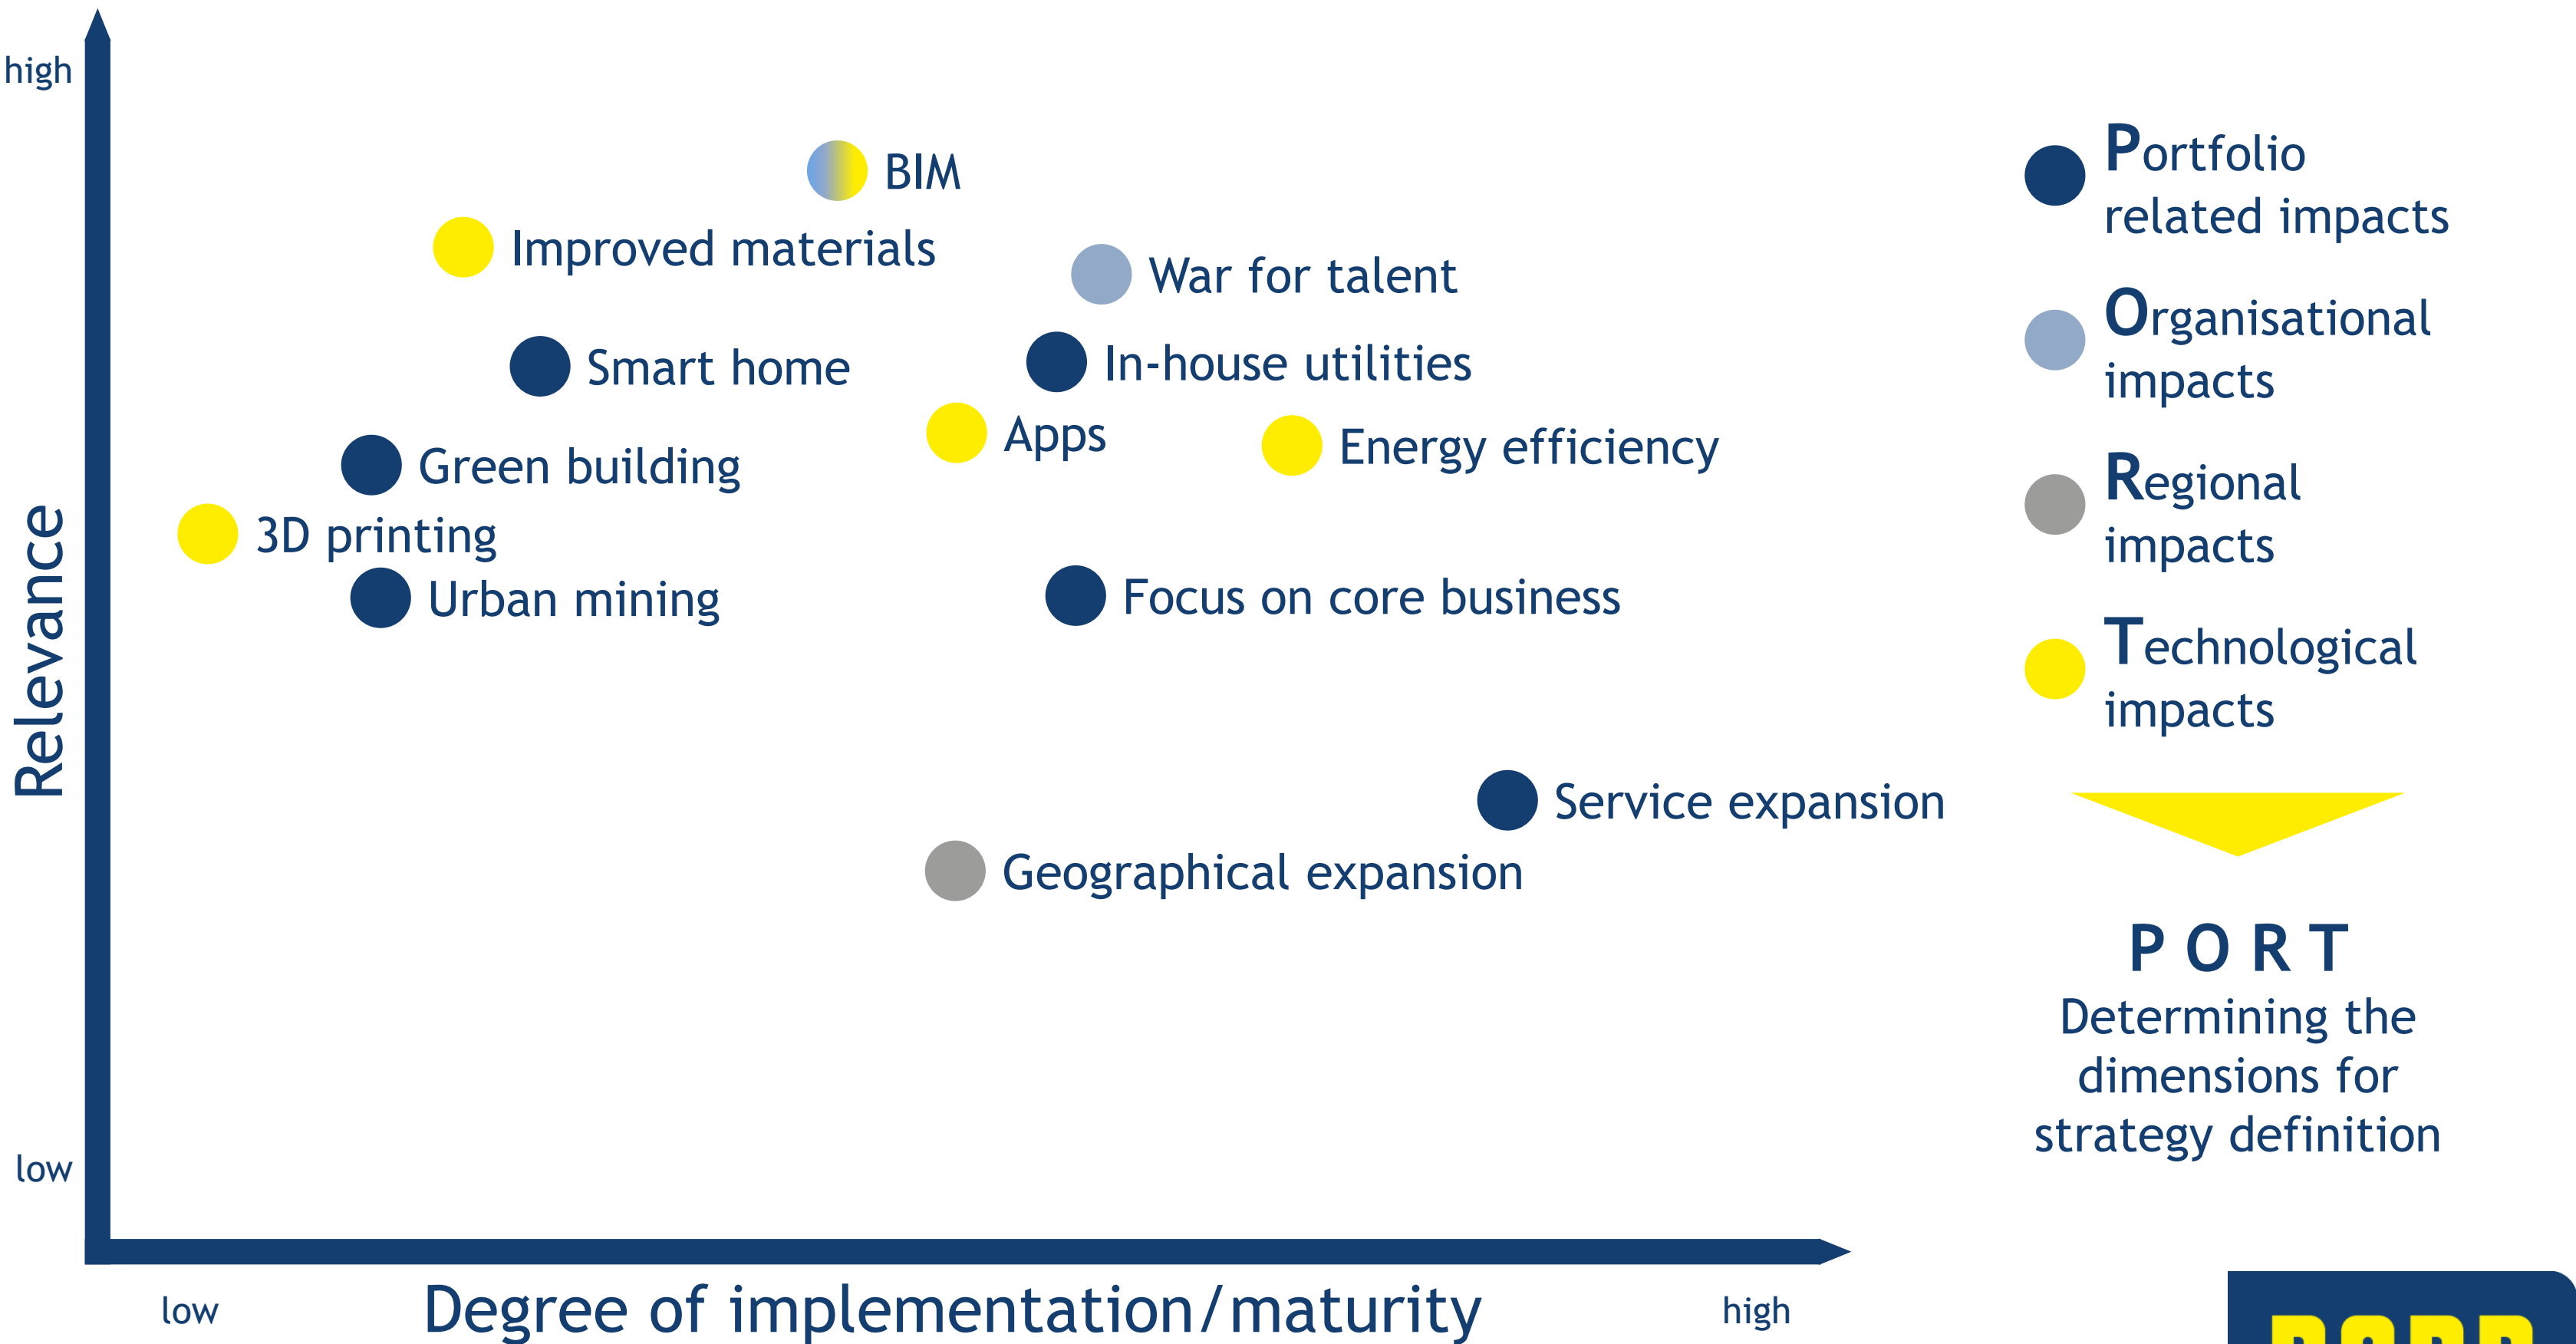 high
BIM
Improved materials
War for talent
Smart home
In-house utilities
Apps
Energy efficiency
Green building
3D printing
Urban mining
Focus on core business
Service expansion
Geographical expansion
Relevance
low
low
Degree of implementation/maturity
high
Portfolio
related impacts
Organisational
impacts
Regional
impacts
Technological
impacts
PORT
Determining the
dimensions for
strategy definition